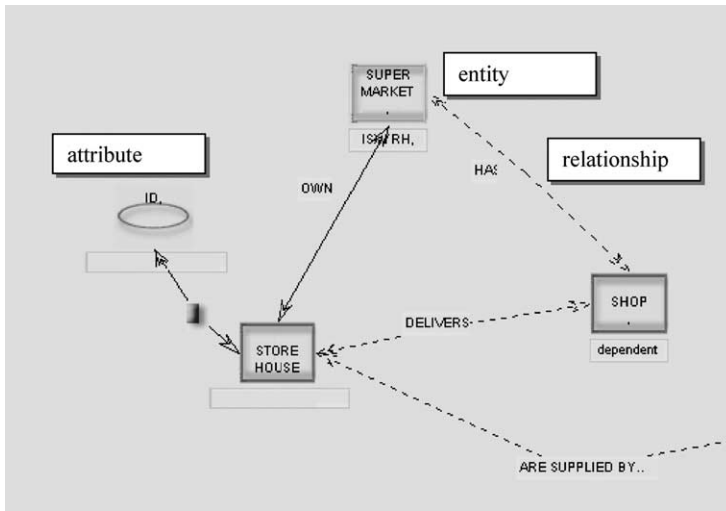 SUPER
MARKET
entity
attribute
relationship
HAS
OWN
ID,
SHOP
DELIVERS
STORE
HOUSE
dependent
ARE SUPPLIED BY..